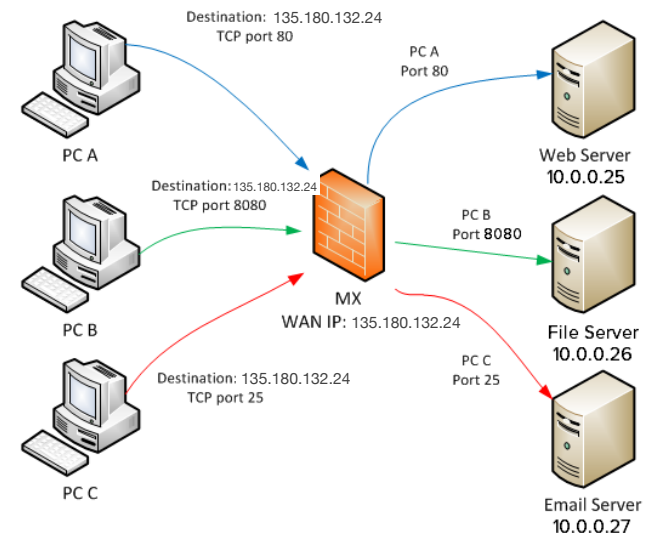 Destination: 135.180.132.24
TCP port 80
PC A
Port 80
PC A
Web Server
10.0.0.25
Destination: 135.180.132.24
TCP port 8080
PC B
Port 8080
PC B
MX
WAN IP: 135.180.132.24
File Server
10.0.0.26
Destination: 135.180.132.24
TCP port 25
PC C
Port 25
PC C
Email Server
10.0.0.27